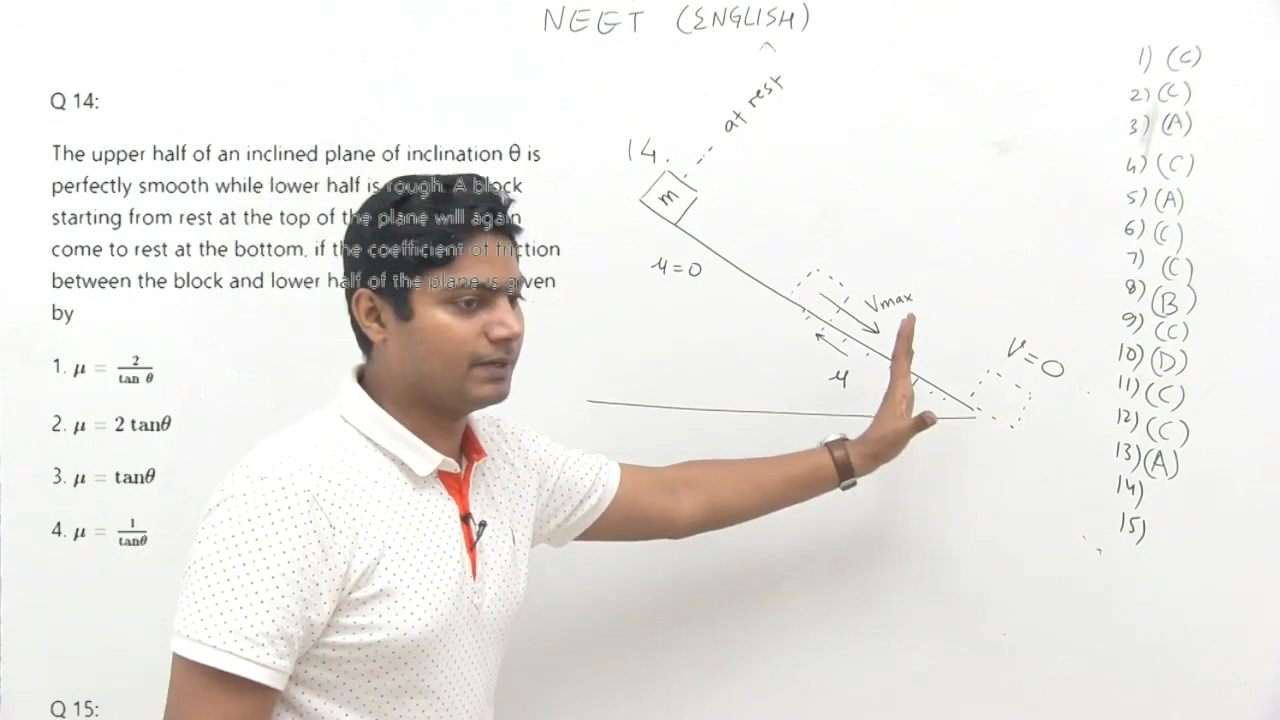 NEET (ENGLISH)
^
Q 14:
The upper half of an inclined plane of inclination θ is
perfectly smooth while lower half is rough. A block
starting from rest at the top of the plane will again
come to rest at the bottom, if the coefficient of friction
between the block and lower half of the plane is given
by
1. μ = 2/tan θ
2. μ = 2 tanθ
3. μ = tanθ
4. μ = 1/tanθ
Q 15:
14.
at rest
m
μ=0
Vmax
μ
V=0
1) (C)
2) (C)
3) (A)
4) (C)
5) (A)
6) (C)
7) (C)
8) (B)
9) (C)
10) (D)
11) (C)
12) (C)
13) (A)
14)
15)